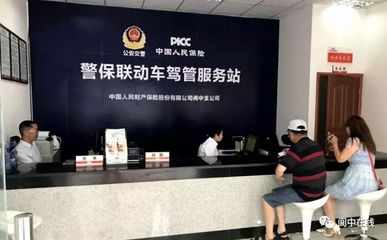 公安交警
PICC
中国人民保险
警保联动车驾管服务站
中国人民财产保险股份有限公司阆中支公司
阆中在线